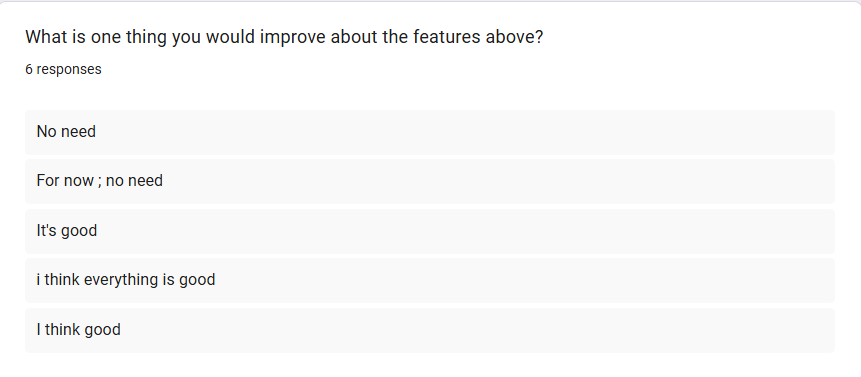 What is one thing you would improve about the features above?
6 responses
No need
For now ; no need
It's good
i think everything is good
I think good